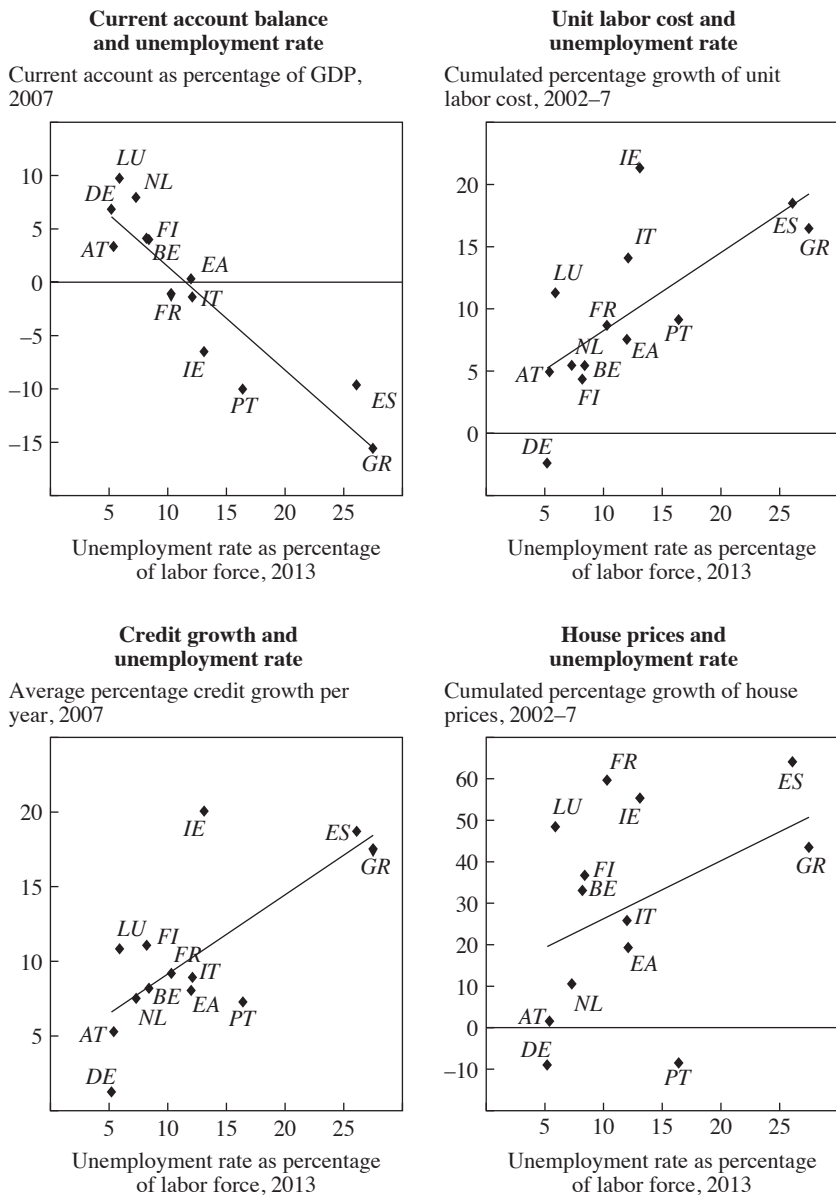 Current account balance
and unemployment rate
Current account as percentage of GDP,
2007
10
5
0
–5
–10
–15
LU
NL
DE
FI
AT
BE
EA
FR
IT
IE
PT
ES
GR
5 10 15 20 25
Unemployment rate as percentage
of labor force, 2013
Unit labor cost and
unemployment rate
Cumulated percentage growth of unit
labor cost, 2002–7
20
15
10
5
0
IE
ES
GR
IT
LU
FR
PT
NL
EA
AT
BE
FI
DE
5 10 15 20 25
Unemployment rate as percentage
of labor force, 2013
Credit growth and
unemployment rate
Average percentage credit growth per
year, 2007
20
15
10
5
IE
ES
GR
LU
FI
FR
IT
BE
EA
NL
PT
AT
DE
5 10 15 20 25
Unemployment rate as percentage
of labor force, 2013
House prices and
unemployment rate
Cumulated percentage growth of house
prices, 2002–7
60
50
40
30
20
10
0
–10
FR
ES
LU
IE
GR
FI
BE
IT
EA
NL
AT
DE
PT
5 10 15 20 25
Unemployment rate as percentage
of labor force, 2013